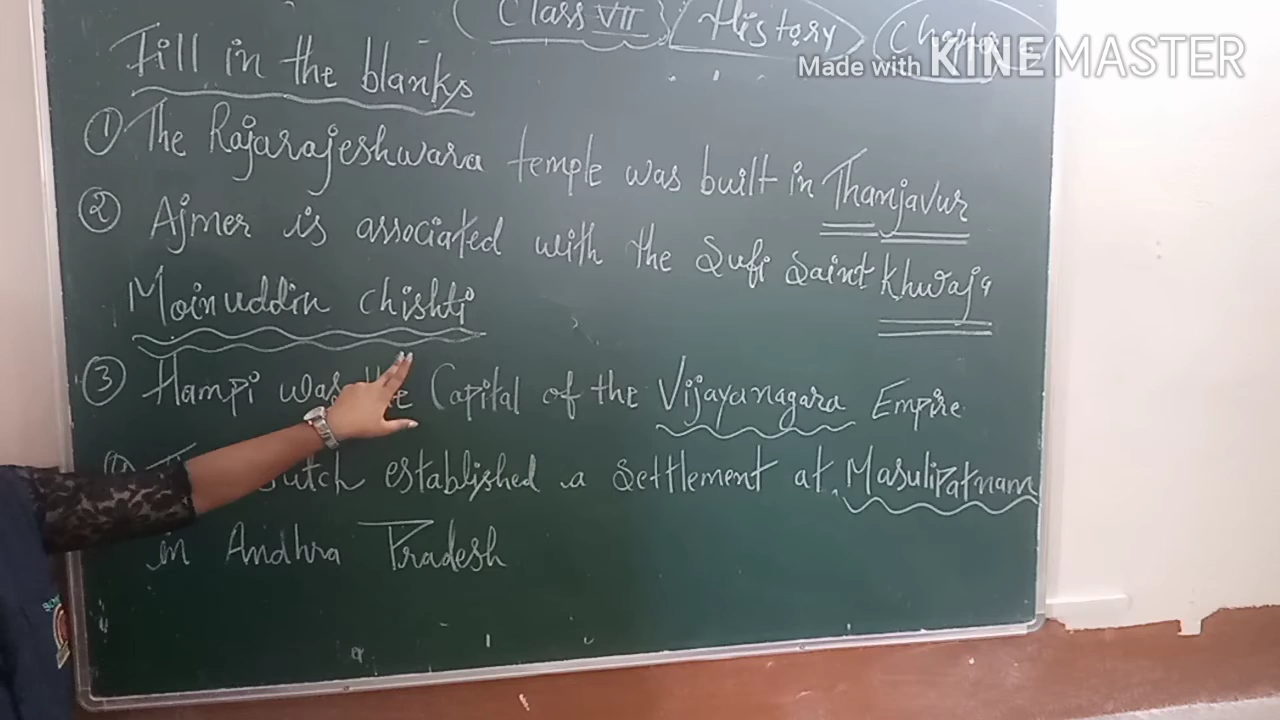 Class VII History Chapter
Made with KINEMASTER
Fill in the blanks
① The Rajarajeshwara temple was built in Thanjavur
② Ajmer is associated with the Sufi Saint Khwaja
Moinuddin Chishti
③ Hampi was the Capital of the Vijayanagara Empire
Dutch established a Settlement at Masulipatnam
in Andhra Pradesh